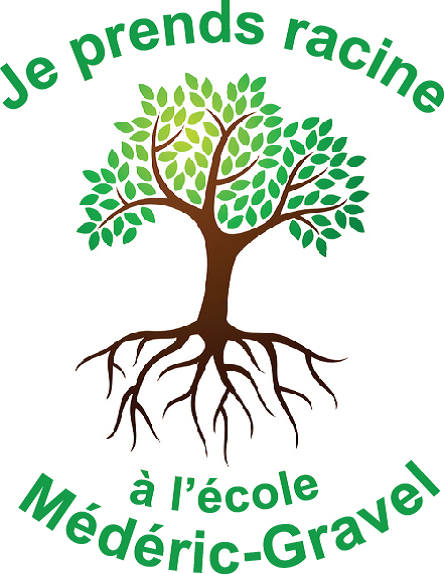 Je prends racine
à l'école
Médéric-Gravel